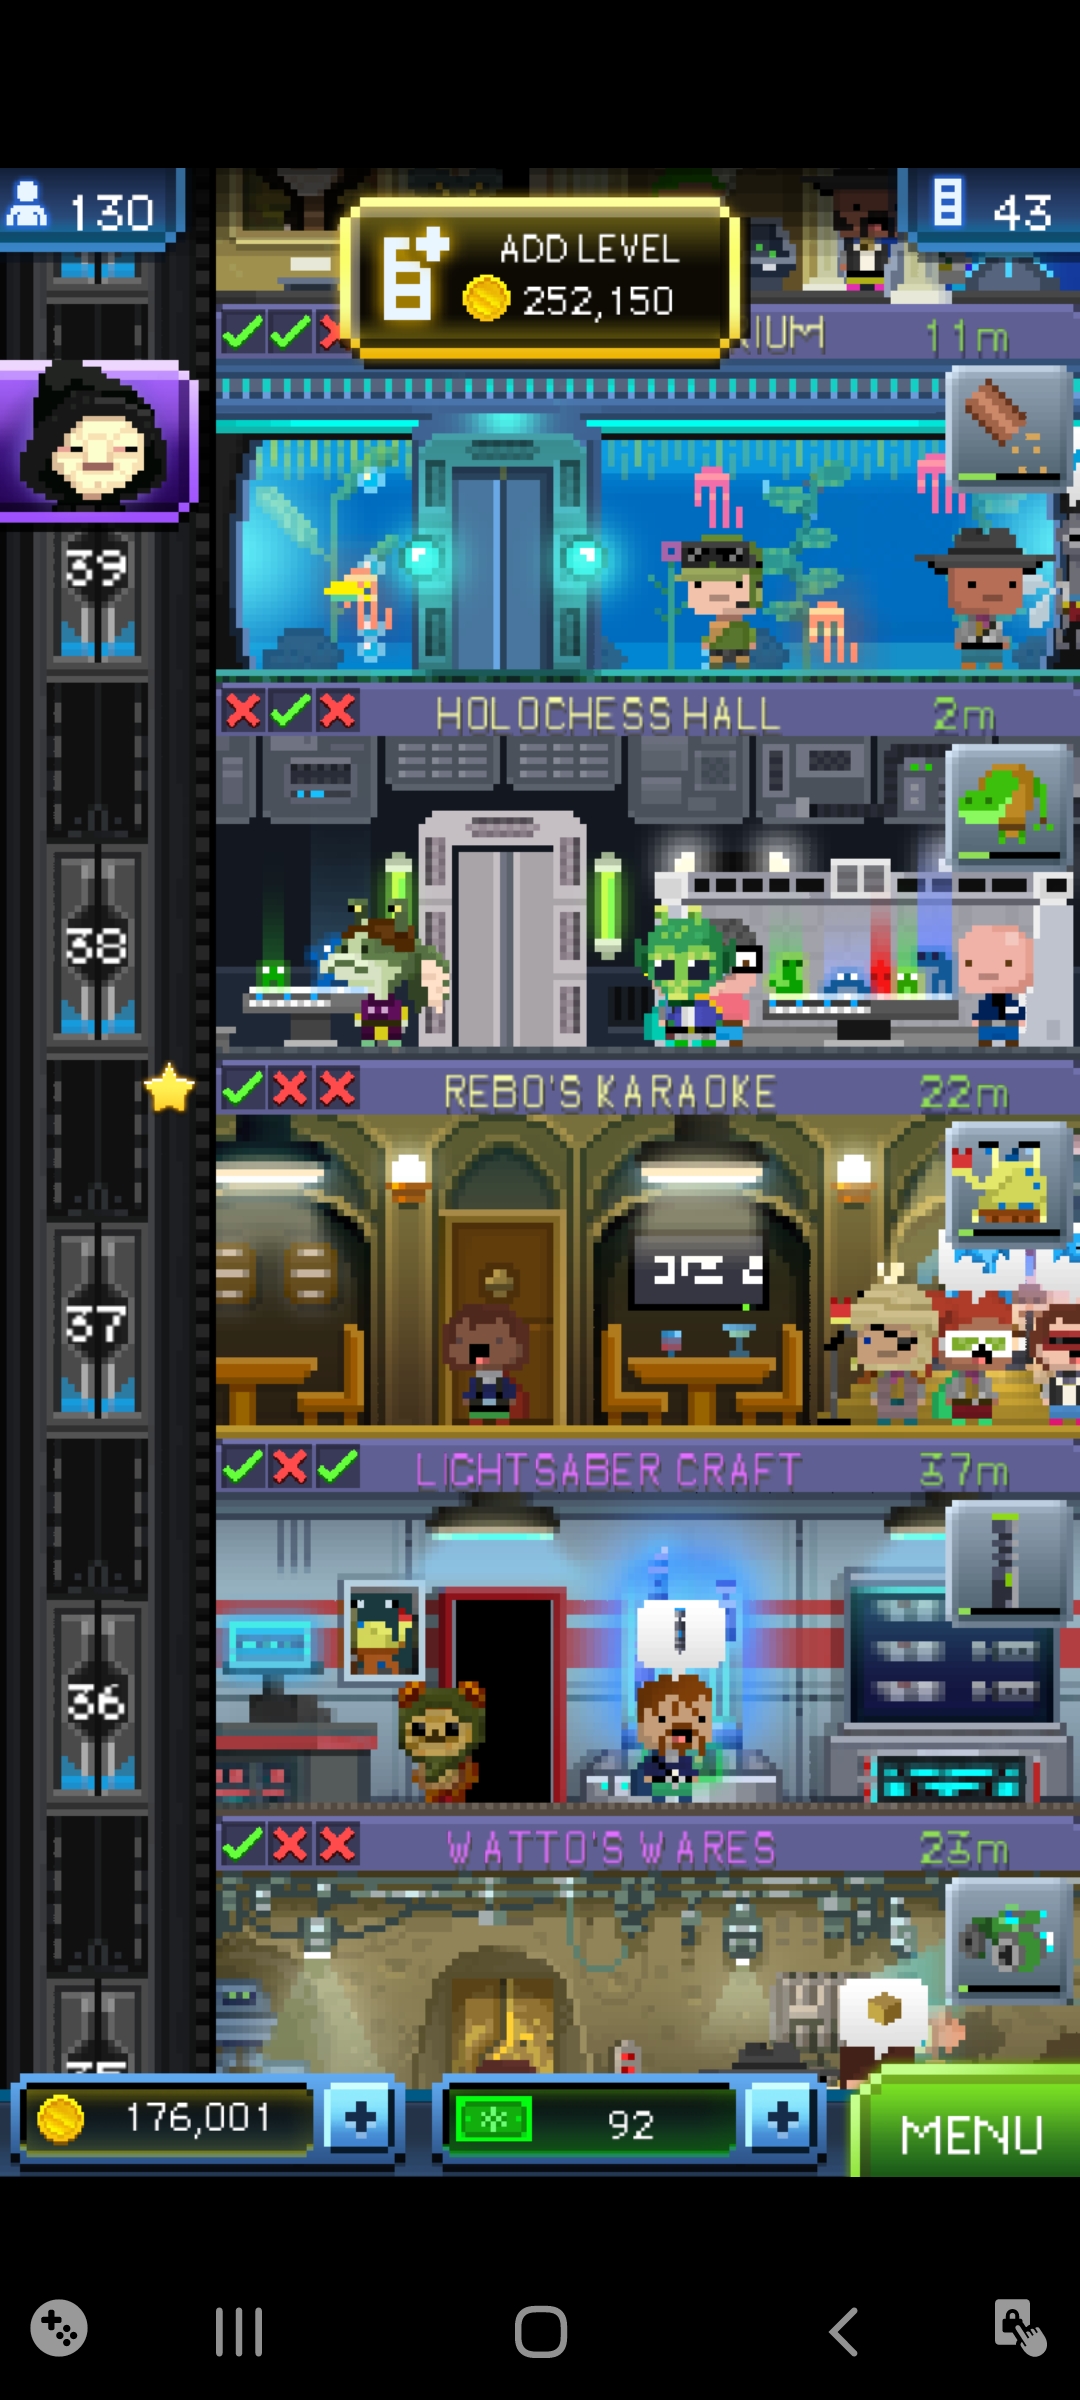 130
43
ADD LEVEL
252,150
11m
39
HOLOCHESS HALL 2m
38
REBO'S KARAOKE 22m
37
LIGHTSABER CRAFT 37m
36
WATTO'S WARES 23m
35
176,001
92
MENU